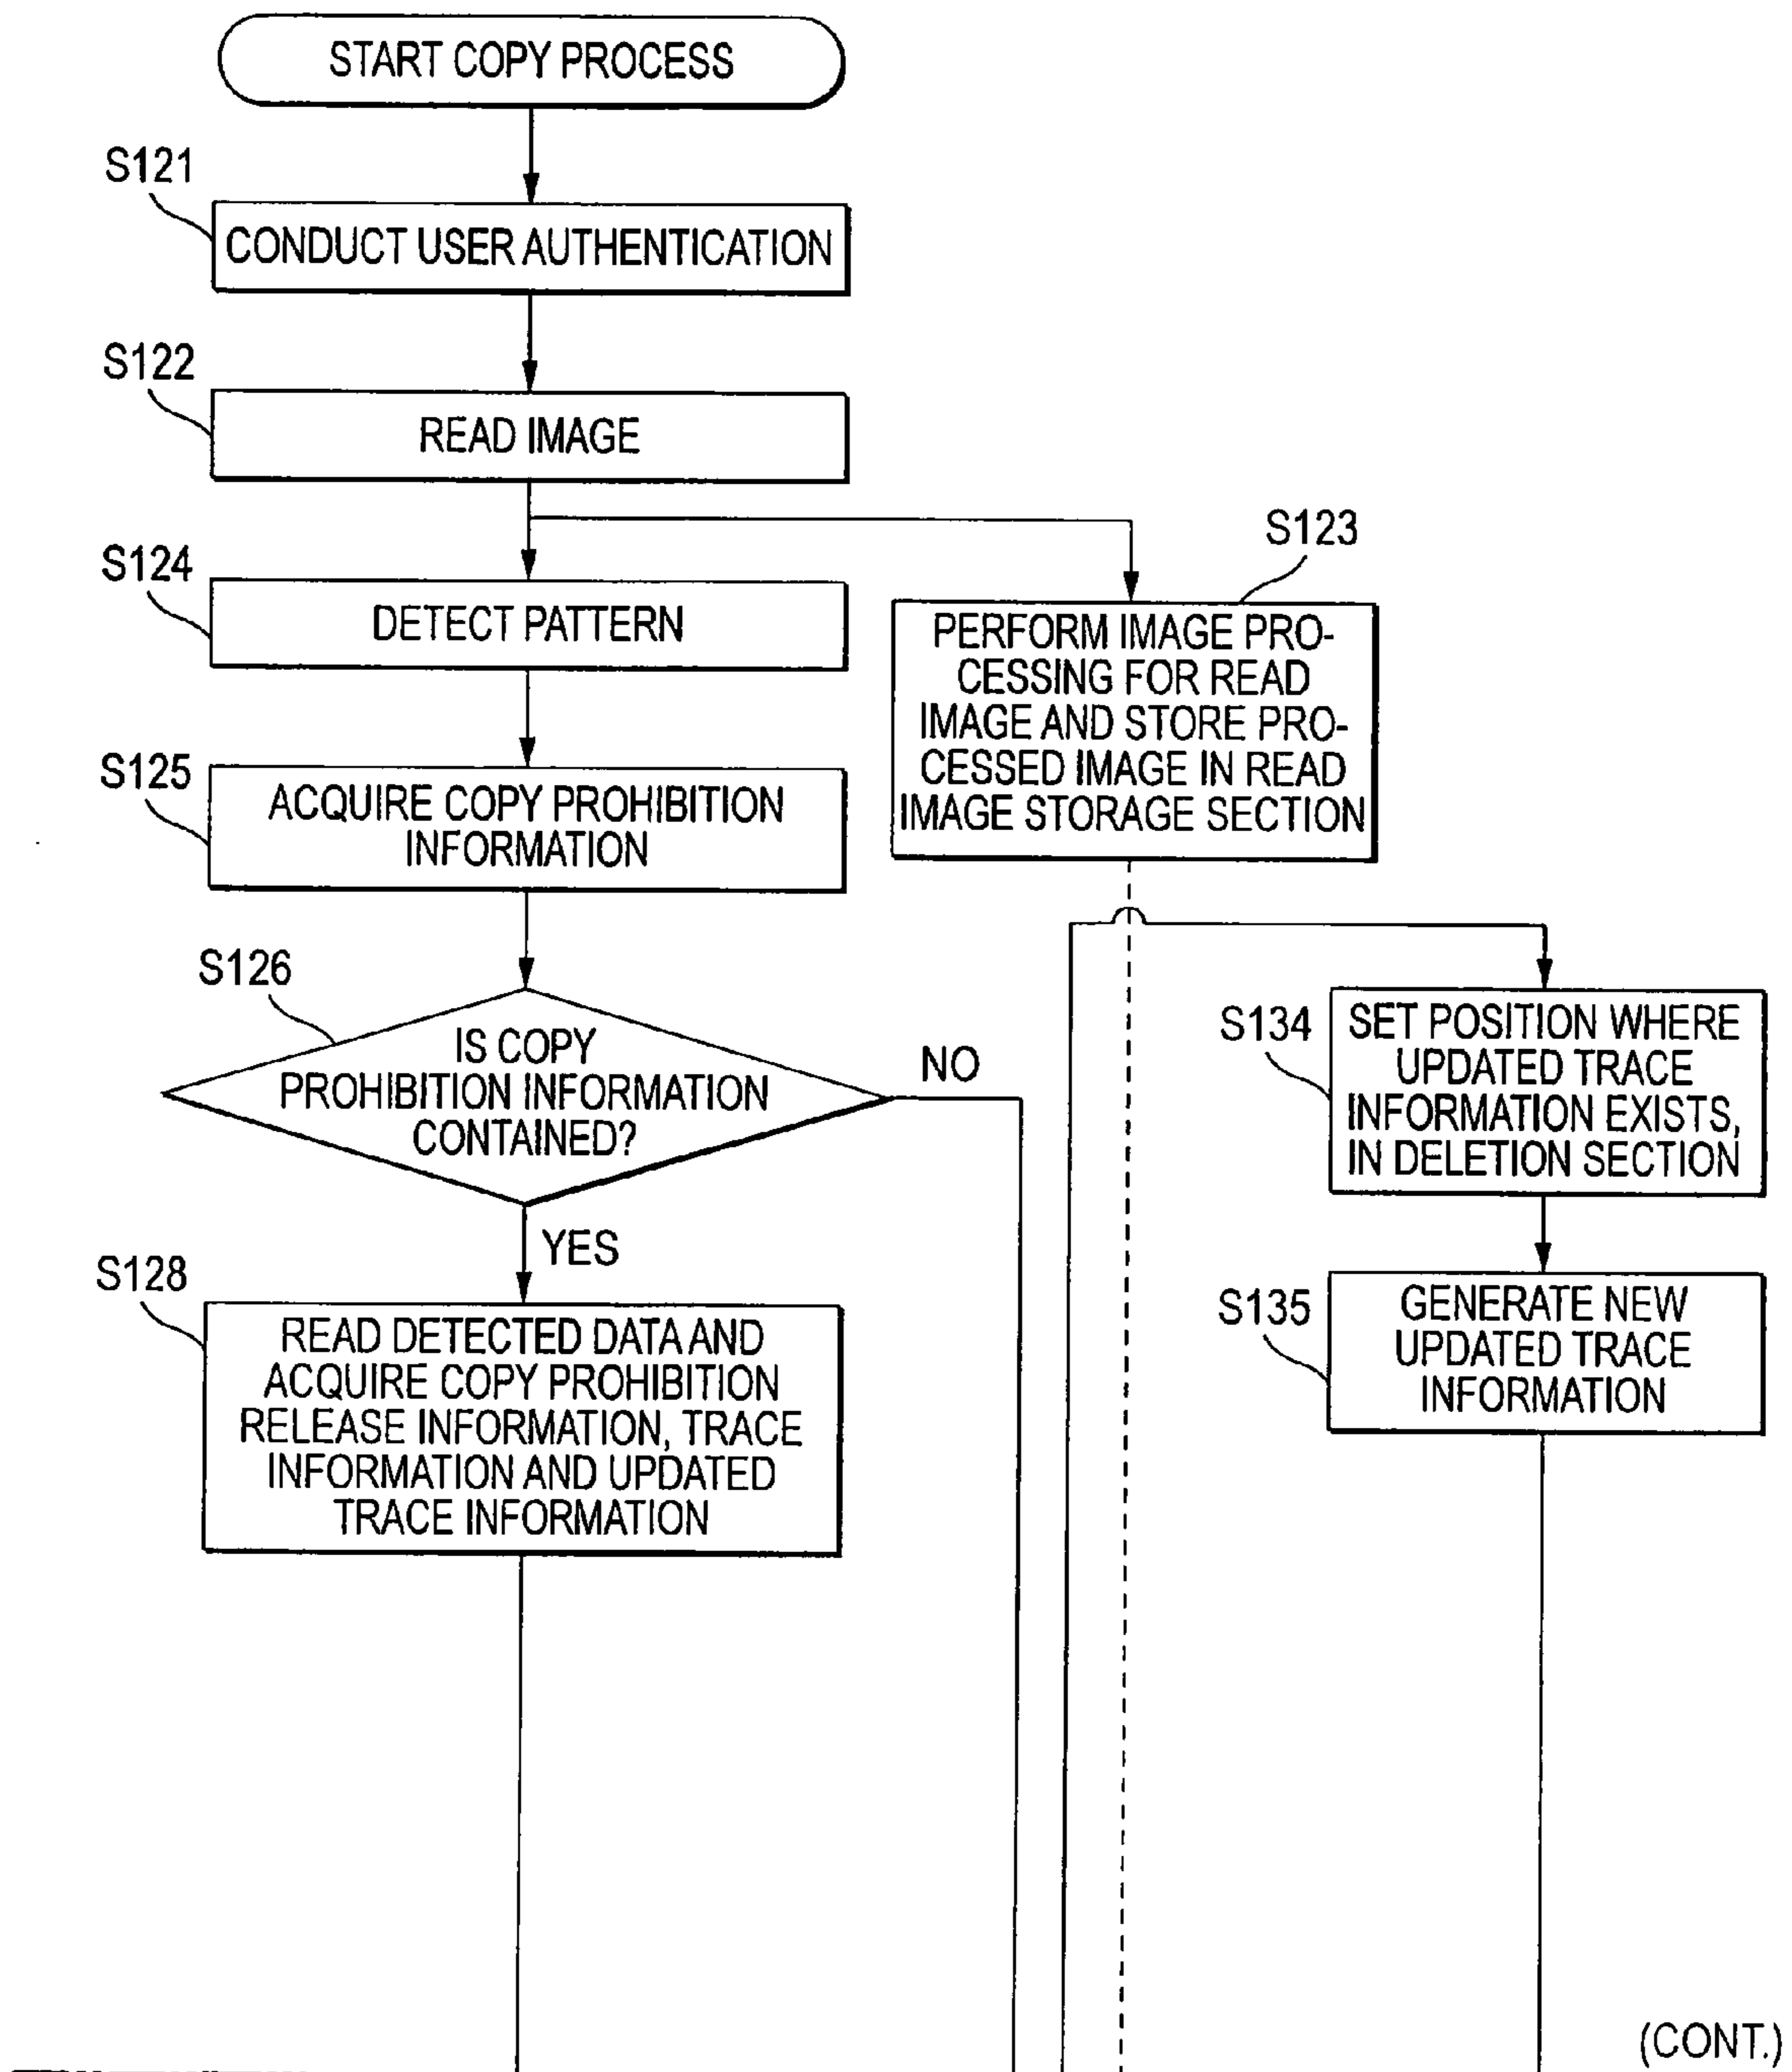 START COPY PROCESS
S121
CONDUCT USER AUTHENTICATION
S122
READ IMAGE
S123
S124
DETECT PATTERN
PERFORM IMAGE PRO-
CESSING FOR READ
IMAGE AND STORE PRO-
CESSED IMAGE IN READ
IMAGE STORAGE SECTION
S125
ACQUIRE COPY PROHIBITION
INFORMATION
S126
IS COPY
PROHIBITION INFORMATION
CONTAINED?
NO
YES
S134
SET POSITION WHERE
UPDATED TRACE
INFORMATION EXISTS,
IN DELETION SECTION
S128
READ DETECTED DATA AND
ACQUIRE COPY PROHIBITION
RELEASE INFORMATION, TRACE
INFORMATION AND UPDATED
TRACE INFORMATION
S135
GENERATE NEW
UPDATED TRACE
INFORMATION
(CONT.)